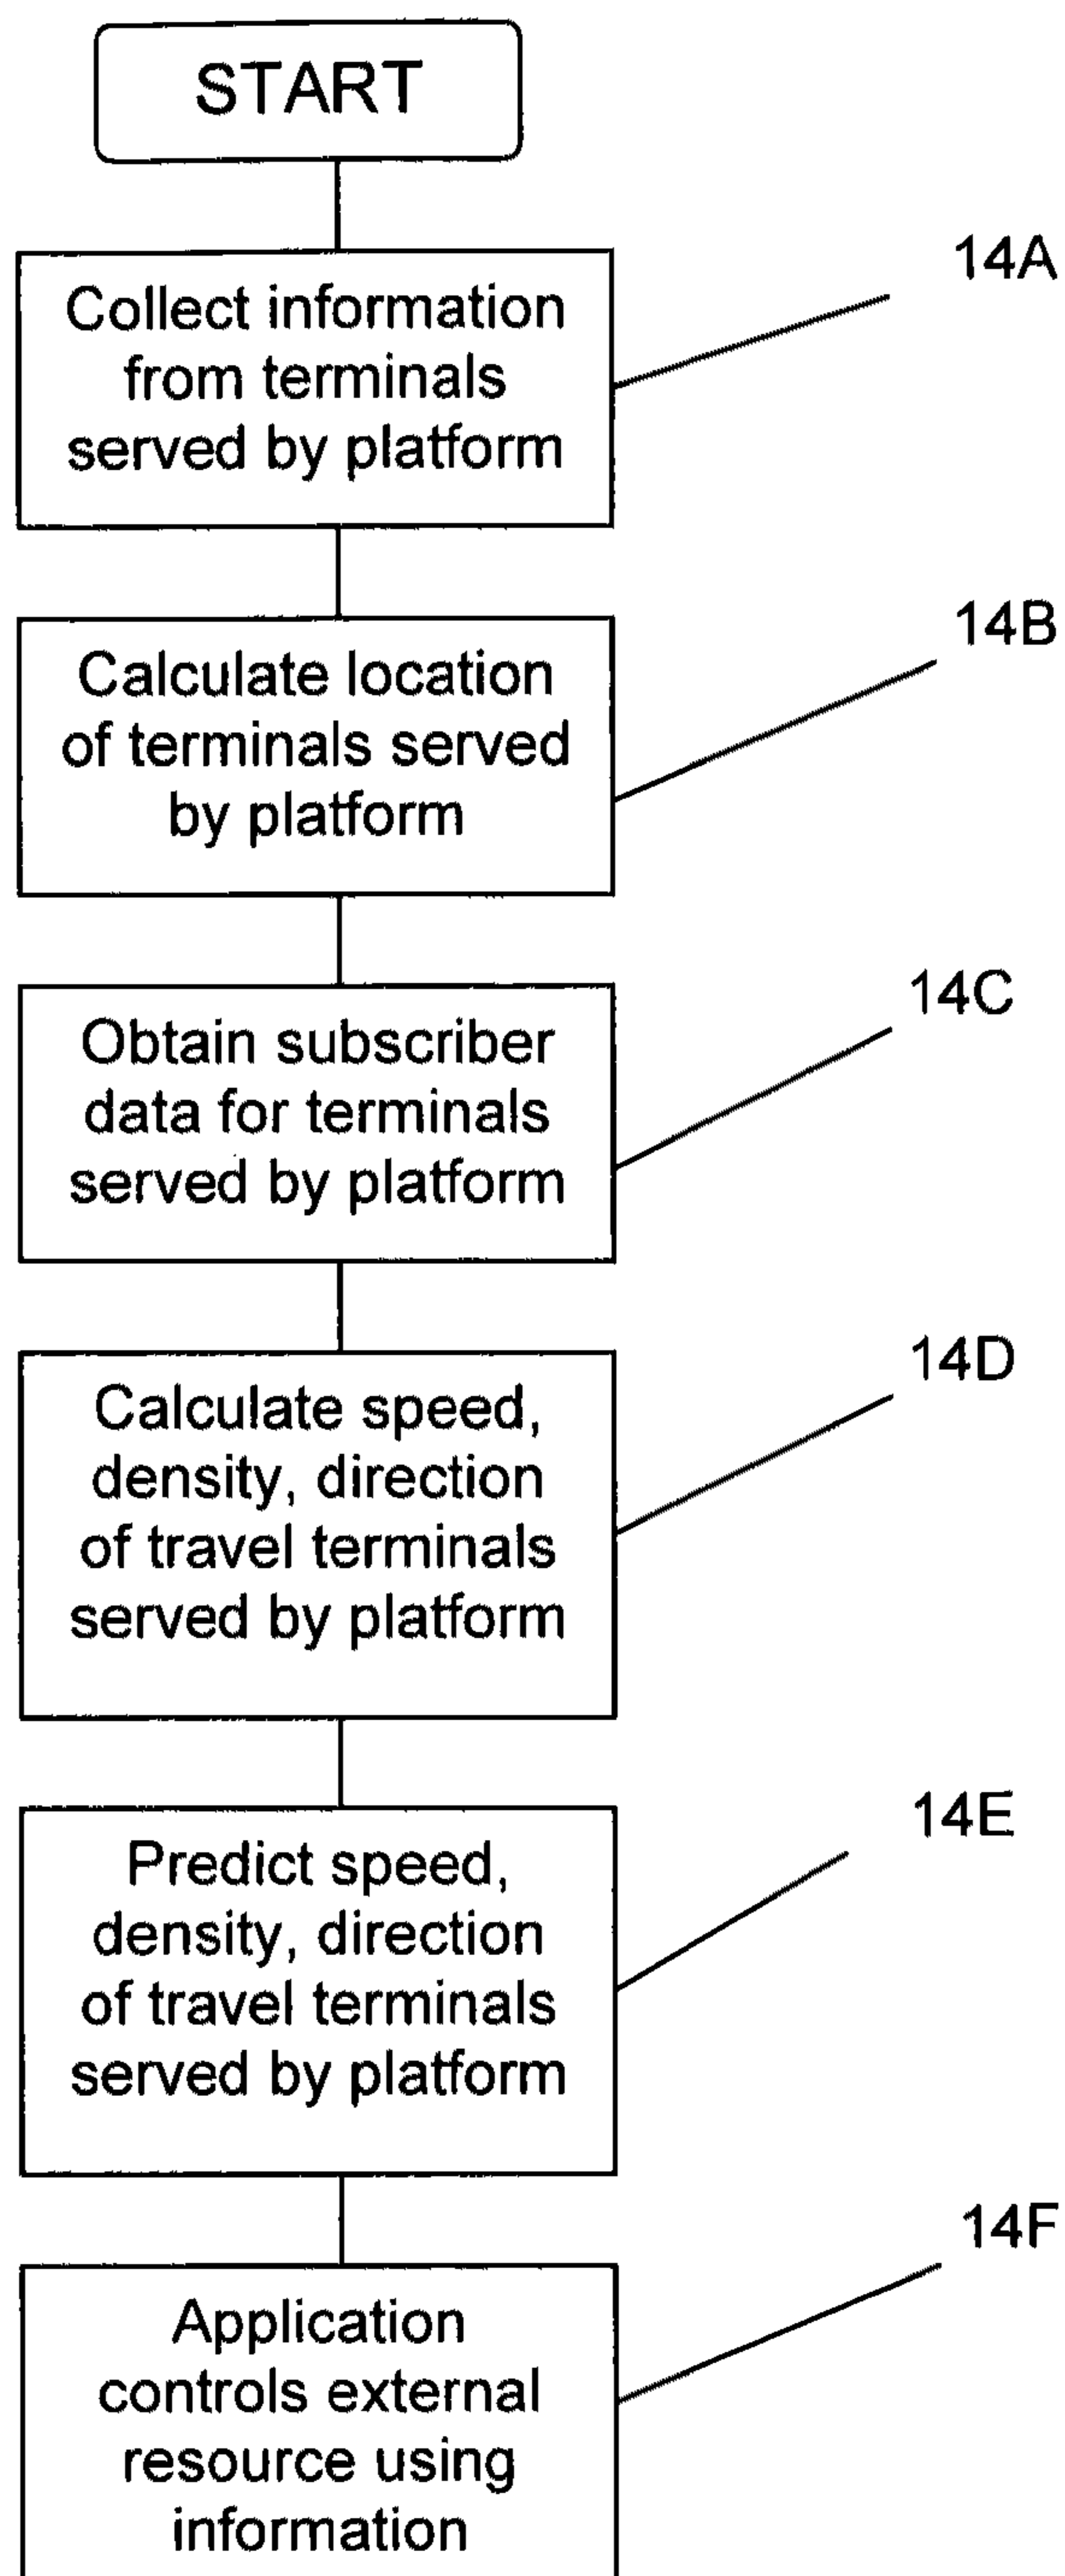 START
14A
Collect information
from terminals
served by platform
14B
Calculate location
of terminals served
by platform
14C
Obtain subscriber
data for terminals
served by platform
14D
Calculate speed,
density, direction
of travel terminals
served by platform
14E
Predict speed,
density, direction
of travel terminals
served by platform
14F
Application
controls external
resource using
information